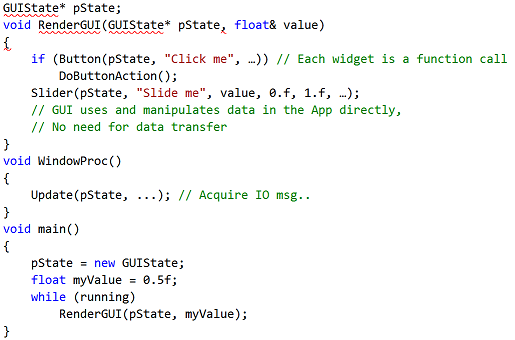 GUIState* pState;
void RenderGUI(GUIState* pState, float& value)
{
    if (Button(pState, "Click me", …)) // Each widget is a function call
        DoButtonAction();
    Slider(pState, "Slide me", value, 0.f, 1.f, …);
    // GUI uses and manipulates data in the App directly,
    // No need for data transfer
}
void WindowProc()
{
    Update(pState, ...); // Acquire IO msg..
}
void main()
{
    pState = new GUIState;
    float myValue = 0.5f;
    while (running)
        RenderGUI(pState, myValue);
}